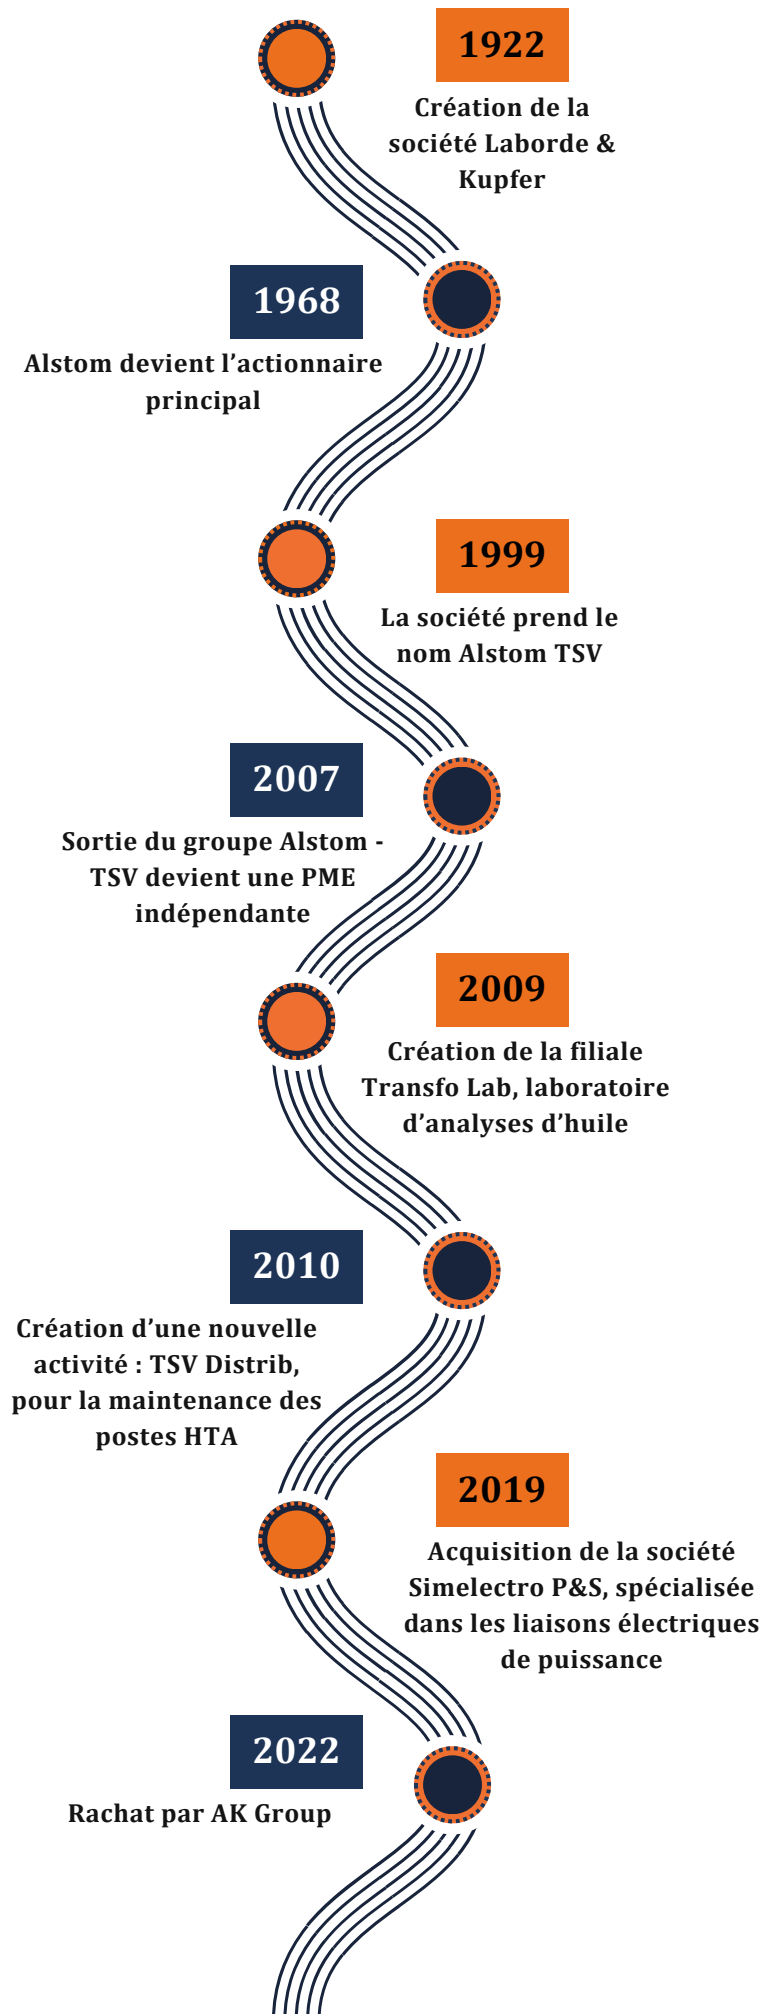 1922
Création de la
société Laborde &
Kupfer
1968
Alstom devient l’actionnaire
principal
1999
La société prend le
nom Alstom TSV
2007
Sortie du groupe Alstom -
TSV devient une PME
indépendante
2009
Création de la filiale
Transfo Lab, laboratoire
d’analyses d’huile
2010
Création d’une nouvelle
activité : TSV Distrib,
pour la maintenance des
postes HTA
2019
Acquisition de la société
Simelectro P&S, spécialisée
dans les liaisons électriques
de puissance
2022
Rachat par AK Group